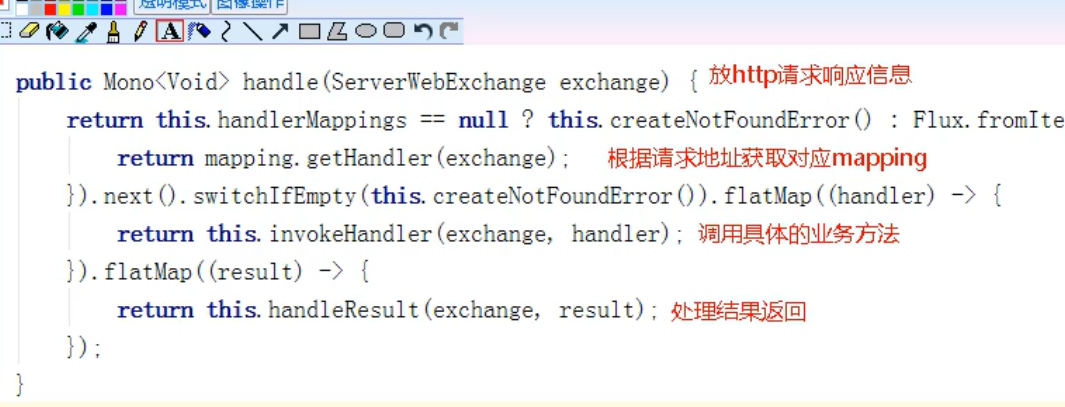 透明模式 图像操作
A
public Mono<Void> handle(ServerWebExchange exchange) { 放http请求响应信息
return this.handlerMappings == null ? this.createNotFoundError() : Flux.fromIte
return mapping.getHandler(exchange); 根据请求地址获取对应mapping
}).next().switchIfEmpty(this.createNotFoundError()).flatMap((handler) -> {
return this.invokeHandler(exchange, handler); 调用具体的业务方法
}).flatMap((result) -> {
return this.handleResult(exchange, result); 处理结果返回
});
}